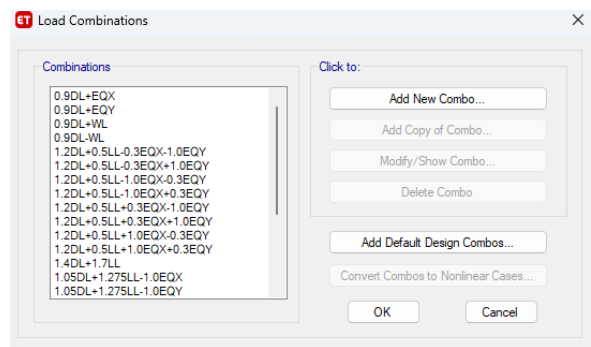 ET Load Combinations
Combinations
0.9DL+EQX
0.9DL+EQY
0.9DL+WL
0.9DL-WL
1.2DL+0.5LL-0.3EQX-1.0EQY
1.2DL+0.5LL-0.3EQX+1.0EQY
1.2DL+0.5LL-1.0EQX-0.3EQY
1.2DL+0.5LL-1.0EQX+0.3EQY
1.2DL+0.5LL+0.3EQX-1.0EQY
1.2DL+0.5LL+0.3EQX+1.0EQY
1.2DL+0.5LL+1.0EQX-0.3EQY
1.2DL+0.5LL+1.0EQX+0.3EQY
1.4DL+1.7LL
1.05DL+1.275LL-1.0EQX
1.05DL+1.275LL-1.0EQY
Click to:
Add New Combo...
Add Copy of Combo...
Modify/Show Combo...
Delete Combo
Add Default Design Combos...
Convert Combos to Nonlinear Cases...
OK
Cancel